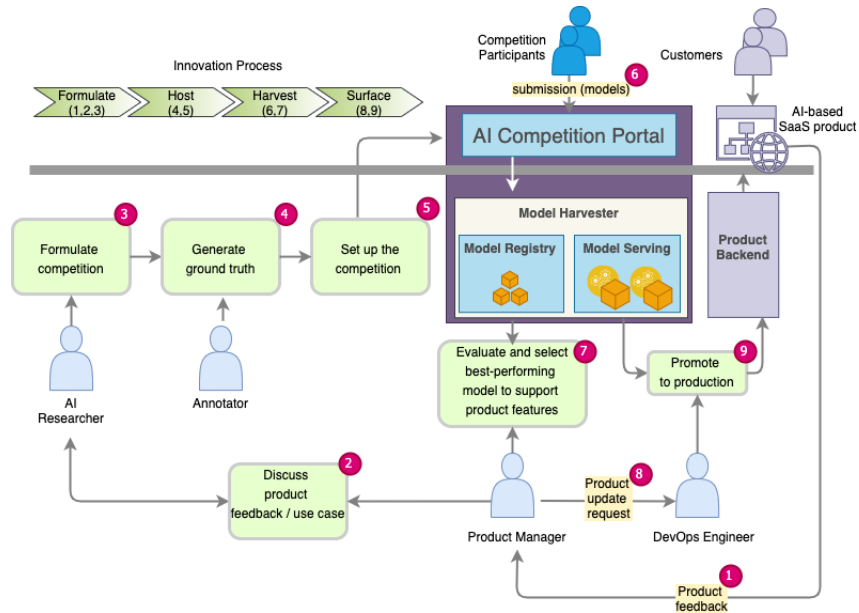 Competition
Participants
Customers
Innovation Process
6
submission (models)
Formulate
(1,2,3)
Host
(4,5)
Harvest
(6,7)
Surface
(8,9)
AI-based
SaaS product
AI Competition Portal
3
4
5
Formulate
competition
Generate
ground truth
Set up the
competition
Model Harvester
Model Registry
Model Serving
Product
Backend
7
Evaluate and select
best-performing
model to support
product features
9
Promote
to production
AI
Researcher
Annotator
2
Discuss
product
feedback / use case
8
Product
update
request
Product Manager
DevOps Engineer
1
Product
feedback